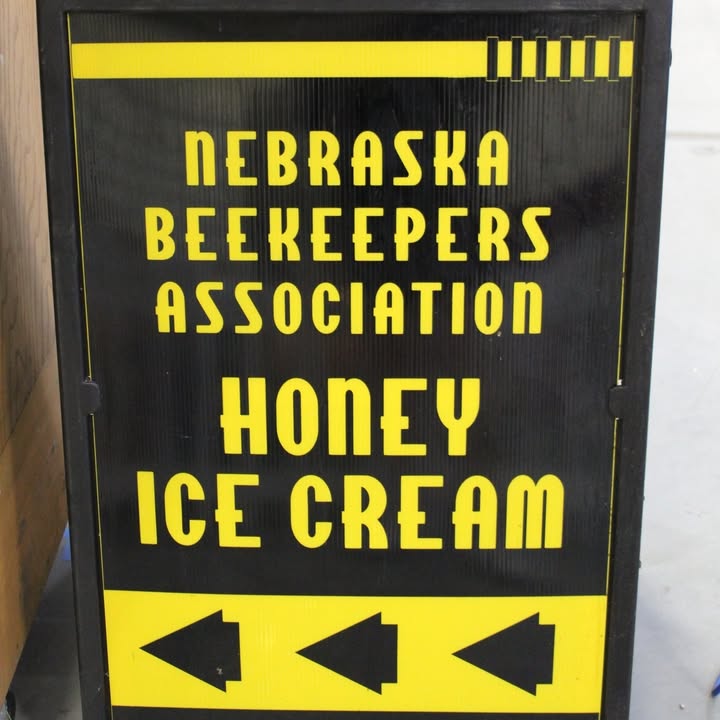 NEBRASKA
BEEKEEPERS
ASSOCIATION
HONEY
ICE CREAM